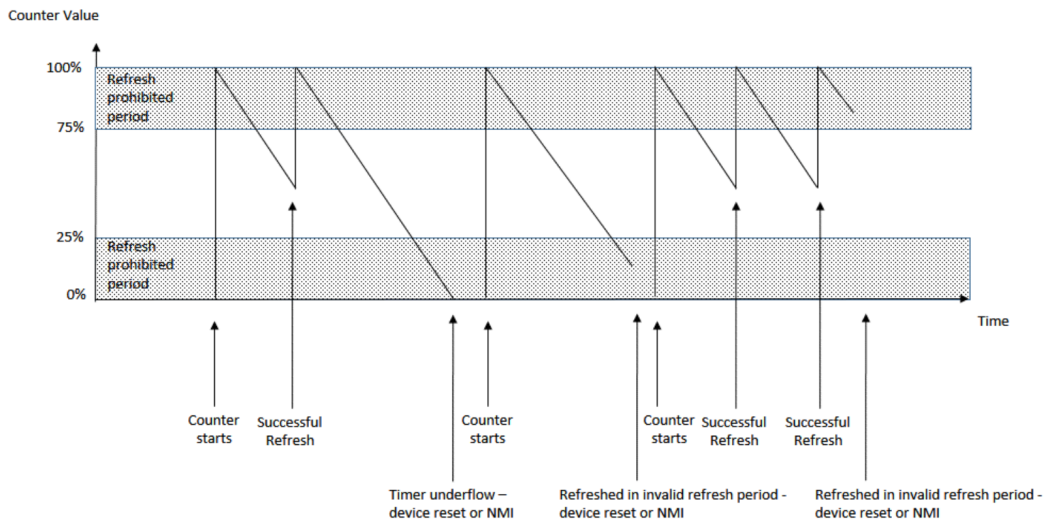 Counter Value
100%
Refresh
prohibited
period
75%
25%
Refresh
prohibited
period
0%
Time
Counter
starts
Successful
Refresh
Counter
starts
Counter
starts
Successful
Refresh
Successful
Refresh
Timer underflow –
device reset or NMI
Refreshed in invalid refresh period -
device reset or NMI
Refreshed in invalid refresh period -
device reset or NMI